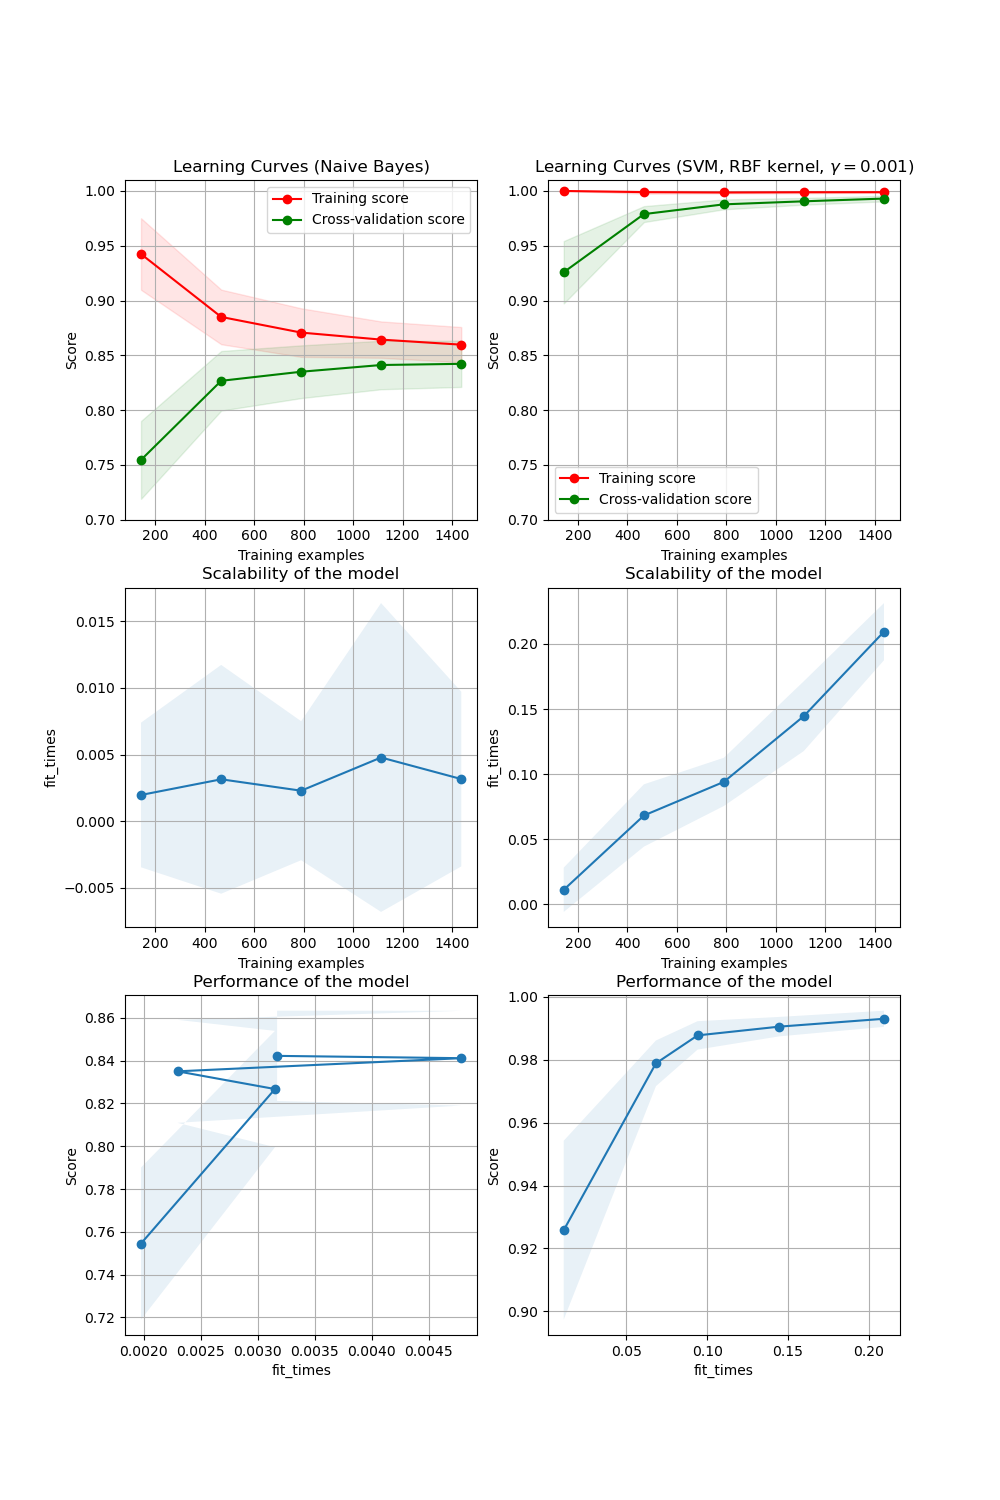 Learning Curves (Naive Bayes)
1.00
0.95
0.90
0.85
0.80
0.75
0.70
Score
Training score
Cross-validation score
200 400 600 800 1000 1200 1400
Training examples
Learning Curves (SVM, RBF kernel, γ = 0.001)
1.00
0.95
0.90
0.85
0.80
0.75
0.70
Score
Training score
Cross-validation score
200 400 600 800 1000 1200 1400
Training examples
Scalability of the model
0.015
0.010
0.005
0.000
−0.005
fit_times
200 400 600 800 1000 1200 1400
Training examples
Scalability of the model
0.20
0.15
0.10
0.05
0.00
fit_times
200 400 600 800 1000 1200 1400
Training examples
Performance of the model
0.86
0.84
0.82
0.80
0.78
0.76
0.74
0.72
Score
0.0020 0.0025 0.0030 0.0035 0.0040 0.0045
fit_times
Performance of the model
1.00
0.98
0.96
0.94
0.92
0.90
Score
0.05 0.10 0.15 0.20
fit_times